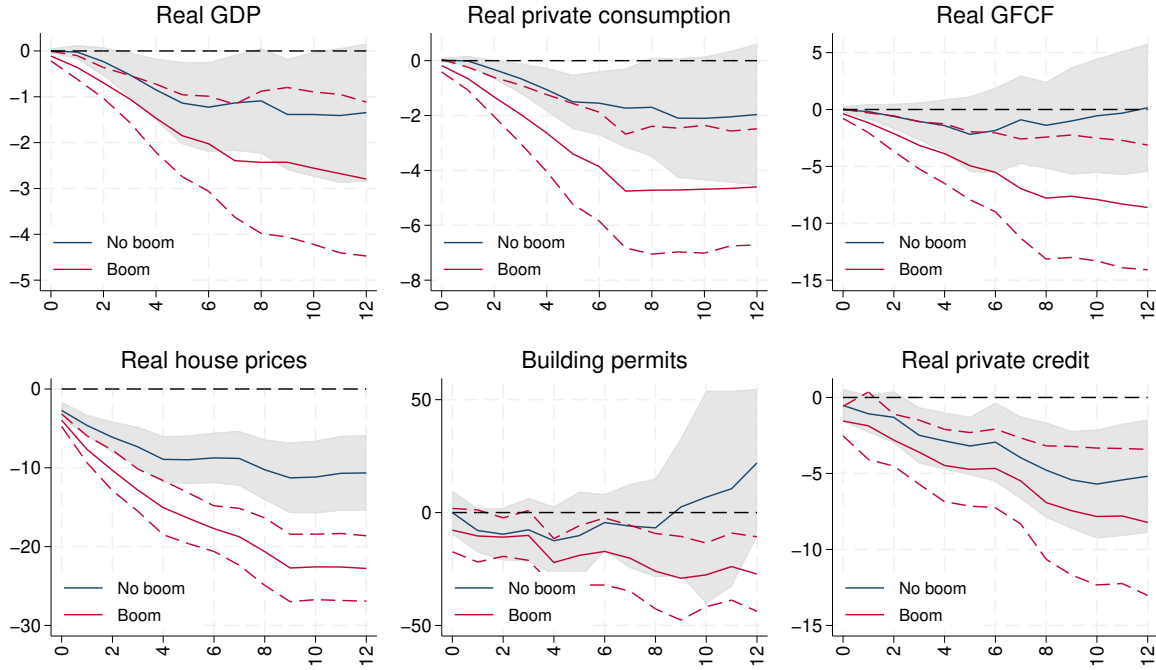 Real GDP
0
−1
−2
−3
−4
−5
No boom
Boom
0 2 4 6 8 10 12
Real private consumption
0
−2
−4
−6
−8
No boom
Boom
0 2 4 6 8 10 12
Real GFCF
5
0
−5
−10
−15
No boom
Boom
0 2 4 6 8 10 12
Real house prices
0
−10
−20
−30
No boom
Boom
0 2 4 6 8 10 12
Building permits
50
0
−50
No boom
Boom
0 2 4 6 8 10 12
Real private credit
0
−5
−10
−15
No boom
Boom
0 2 4 6 8 10 12